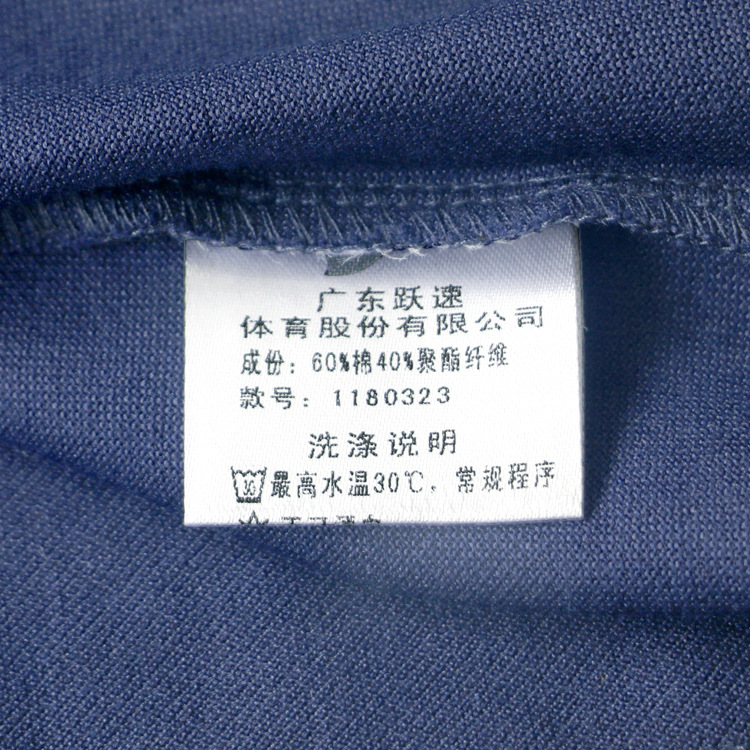 广东跃速
体育股份有限公司
成份：60%棉40%聚酯纤维
款号：1180323
洗涤说明
30
最高水温30℃，常规程序